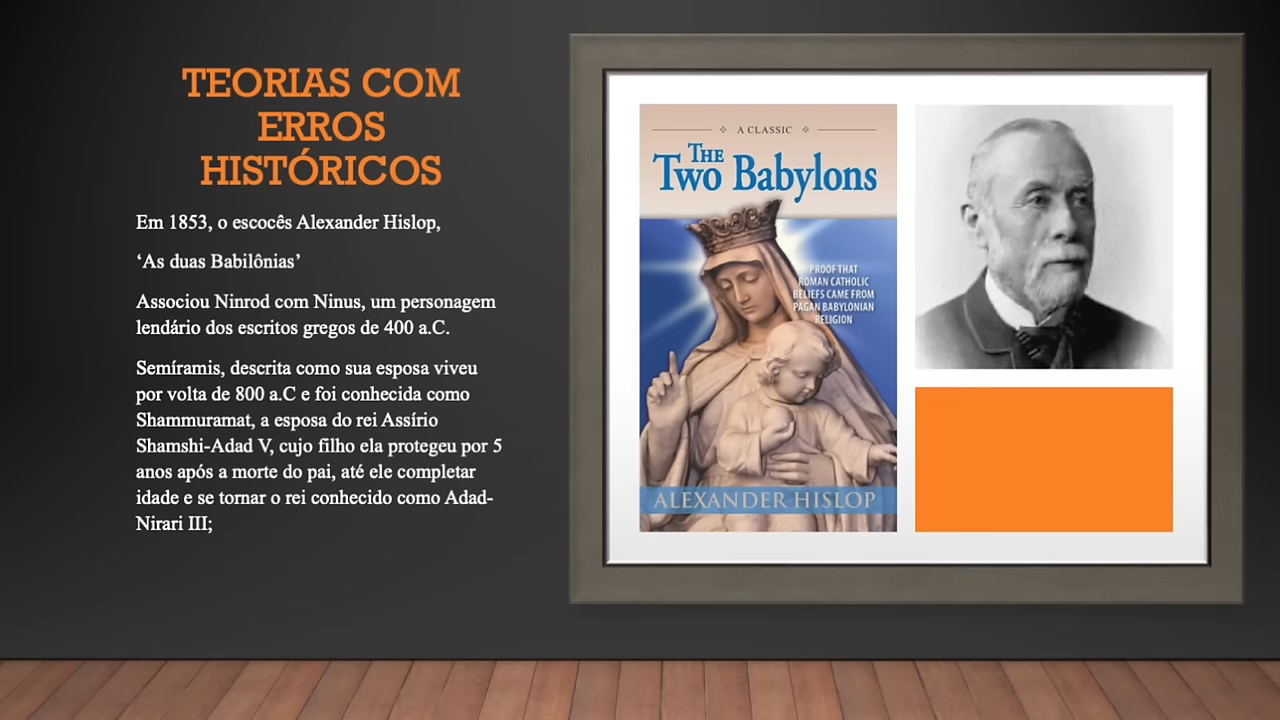 TEORIAS COM
ERROS
HISTÓRICOS
Em 1853, o escocês Alexander Hislop,
‘As duas Babilônias’
Associou Ninrod com Ninus, um personagem
lendário dos escritos gregos de 400 a.C.
Semíramis, descrita como sua esposa viveu
por volta de 800 a.C e foi conhecida como
Shammuramat, a esposa do rei Assírio
Shamshi-Adad V, cujo filho ela protegeu por 5
anos após a morte do pai, até ele completar
idade e se tornar o rei conhecido como Adad-
Nirari III;
A CLASSIC
THE
TWO BABYLONS
PROOF THAT
ROMAN CATHOLIC
BELIEFS CAME FROM
PAGAN BABYLONIAN
RELIGION
ALEXANDER HISLOP